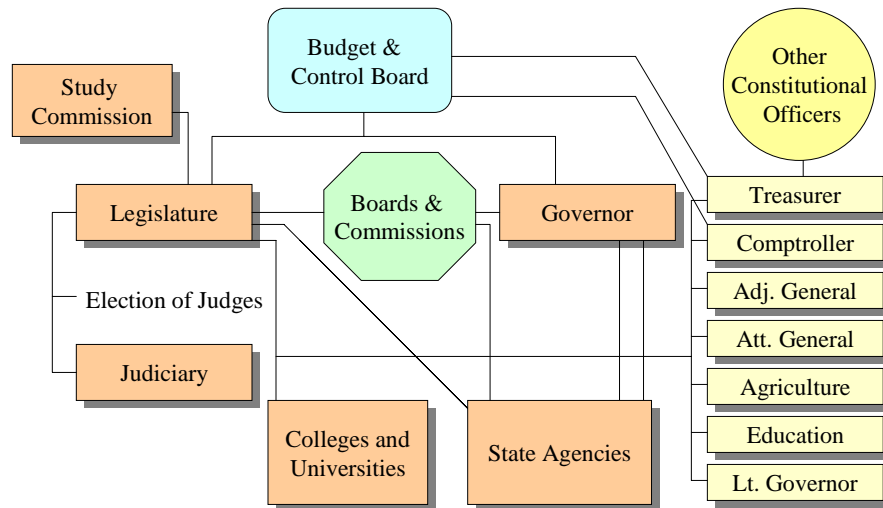 Budget &
Control Board
Other
Constitutional
Officers
Study
Commission
Legislature
Boards &
Commissions
Governor
Treasurer
Comptroller
Adj. General
Att. General
Agriculture
Education
Lt. Governor
Election of Judges
Judiciary
Colleges and
Universities
State Agencies